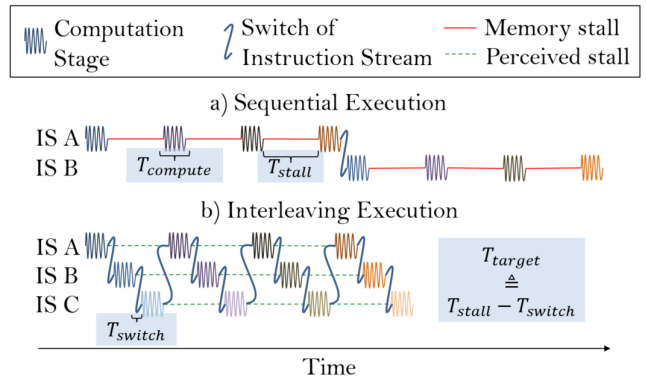 Computation Stage
Switch of Instruction Stream
Memory stall
Perceived stall
a) Sequential Execution
IS A
IS B
T_compute
T_stall
b) Interleaving Execution
IS A
IS B
IS C
T_switch
T_target
≜
T_stall − T_switch
Time